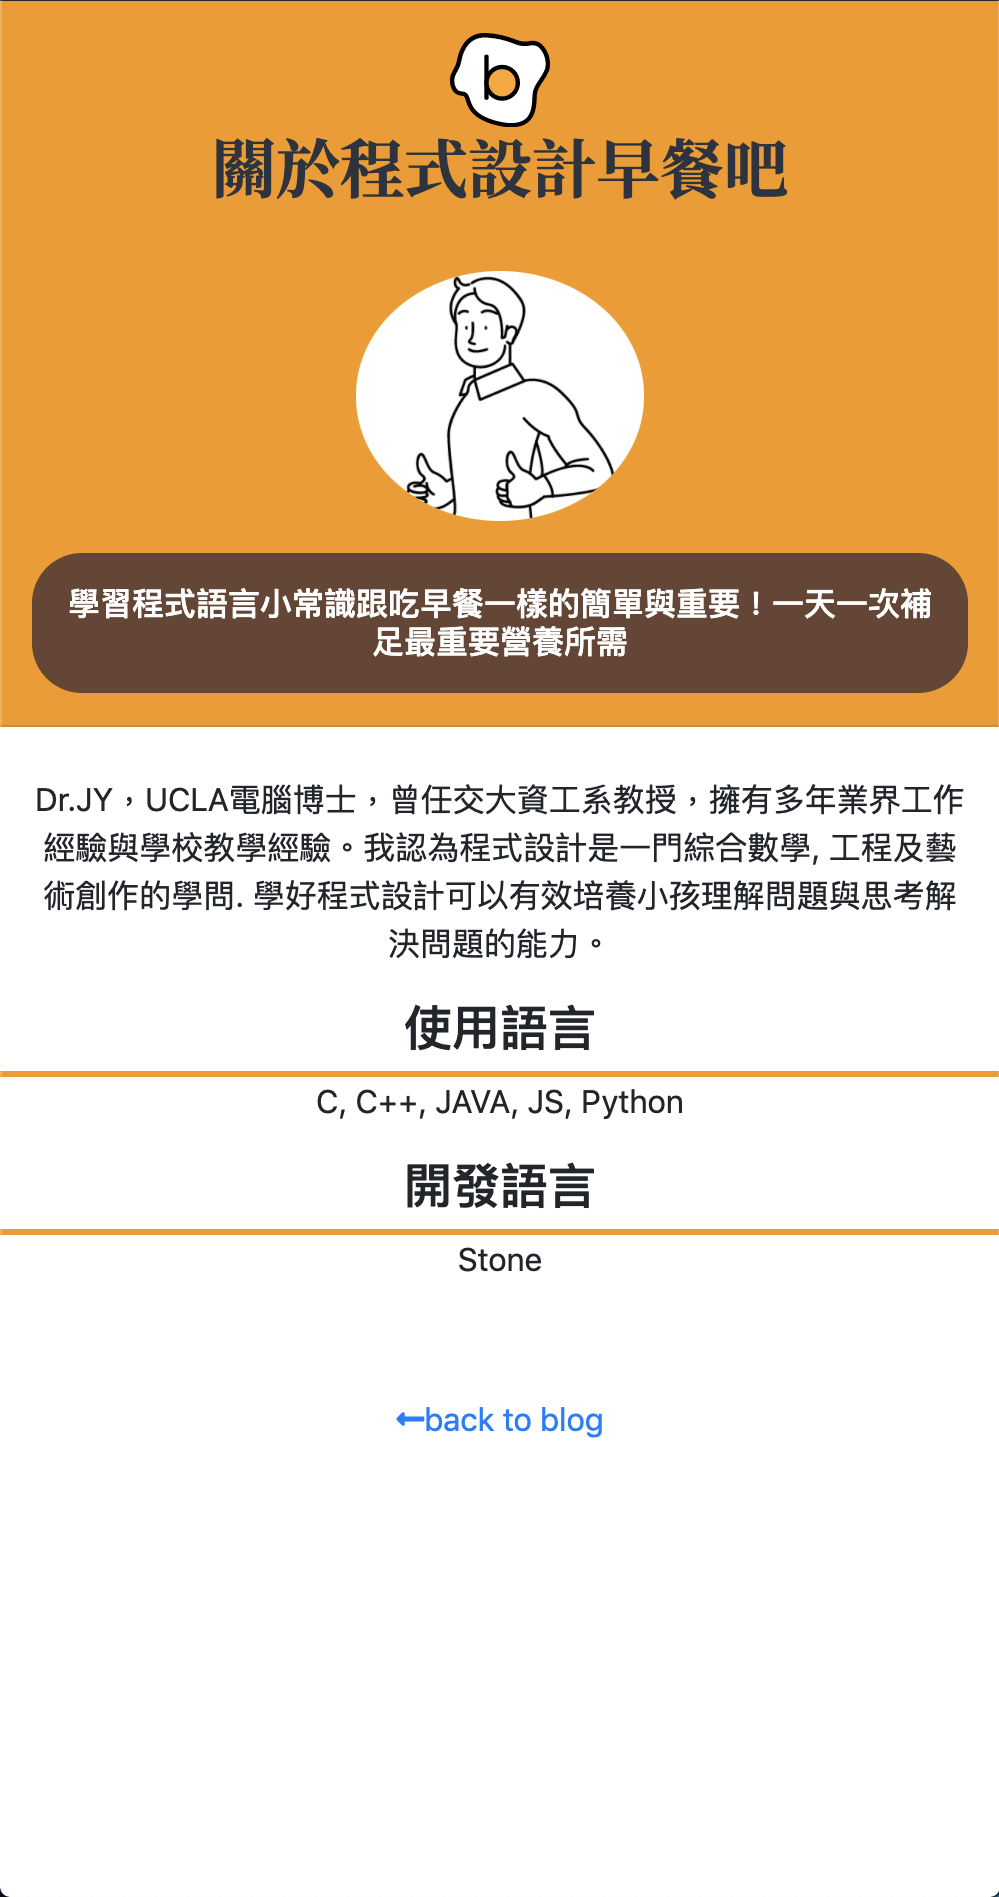 b
關於程式設計早餐吧
學習程式語言小常識跟吃早餐一樣的簡單與重要！一天一次補
足最重要營養所需
Dr.JY，UCLA電腦博士，曾任交大資工系教授，擁有多年業界工作
經驗與學校教學經驗。我認為程式設計是一門綜合數學, 工程及藝
術創作的學問. 學好程式設計可以有效培養小孩理解問題與思考解
決問題的能力。
使用語言
C, C++, JAVA, JS, Python
開發語言
Stone
back to blog